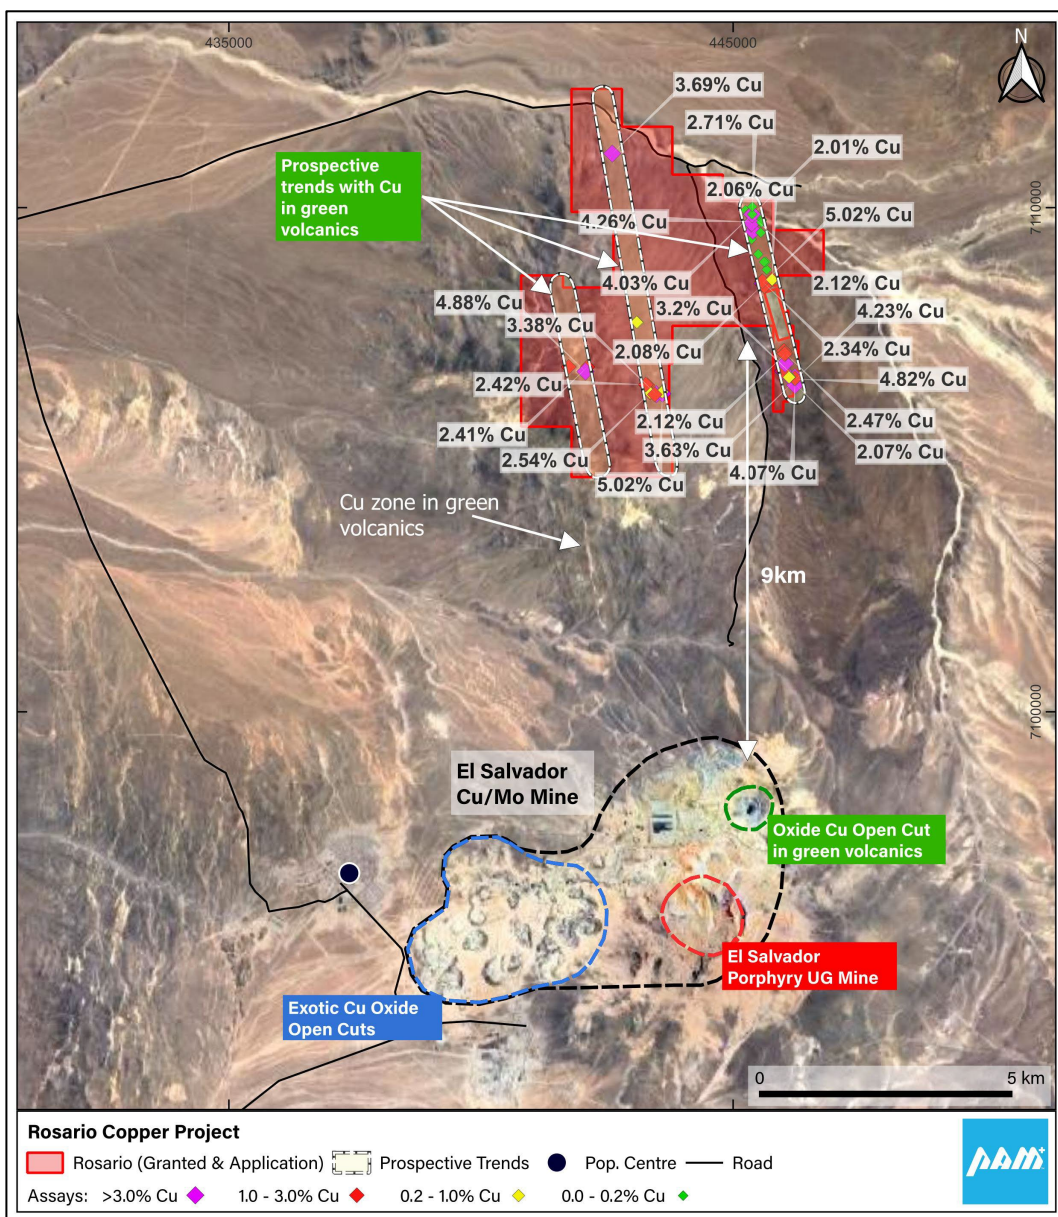 435000
445000
N
3.69% Cu
2.71% Cu
2.01% Cu
Prospective
trends with Cu
in green
volcanics
2.06% Cu
7110000
4.26% Cu
5.02% Cu
4.03% Cu
2.12% Cu
4.88% Cu
3.2% Cu
4.23% Cu
3.38% Cu
2.08% Cu
2.34% Cu
2.42% Cu
4.82% Cu
2.41% Cu
2.12% Cu
2.47% Cu
2.54% Cu
3.63% Cu
2.07% Cu
5.02% Cu
4.07% Cu
Cu zone in green
volcanics
9km
7100000
El Salvador
Cu/Mo Mine
Oxide Cu Open Cut
in green volcanics
El Salvador
Porphyry UG Mine
Exotic Cu Oxide
Open Cuts
0
5 km
Rosario Copper Project
Rosario (Granted & Application)
Prospective Trends
Pop. Centre
Road
Assays: >3.0% Cu
1.0 - 3.0% Cu
0.2 - 1.0% Cu
0.0 - 0.2% Cu
PAM